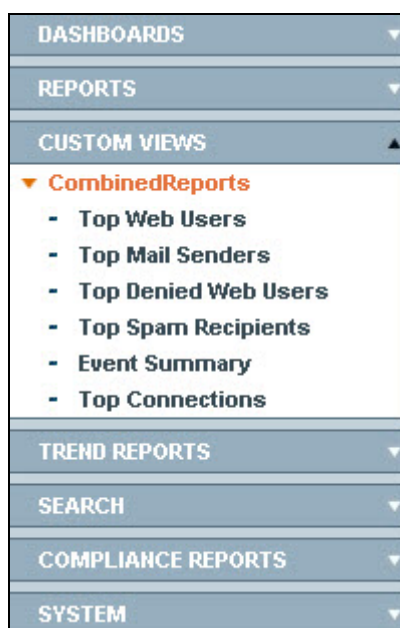 DASHBOARDS
REPORTS
CUSTOM VIEWS
CombinedReports
- Top Web Users
- Top Mail Senders
- Top Denied Web Users
- Top Spam Recipients
- Event Summary
- Top Connections
TREND REPORTS
SEARCH
COMPLIANCE REPORTS
SYSTEM